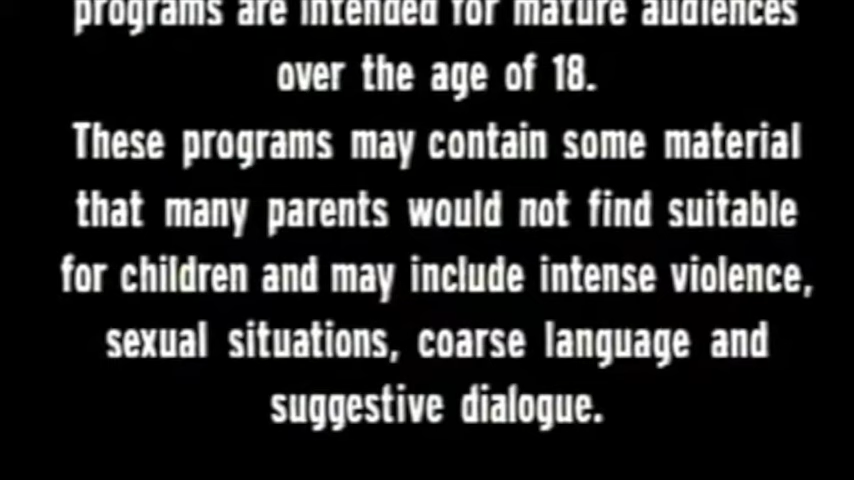 programs are intended for mature audiences
over the age of 18.
These programs may contain some material
that many parents would not find suitable
for children and may include intense violence,
sexual situations, coarse language and
suggestive dialogue.